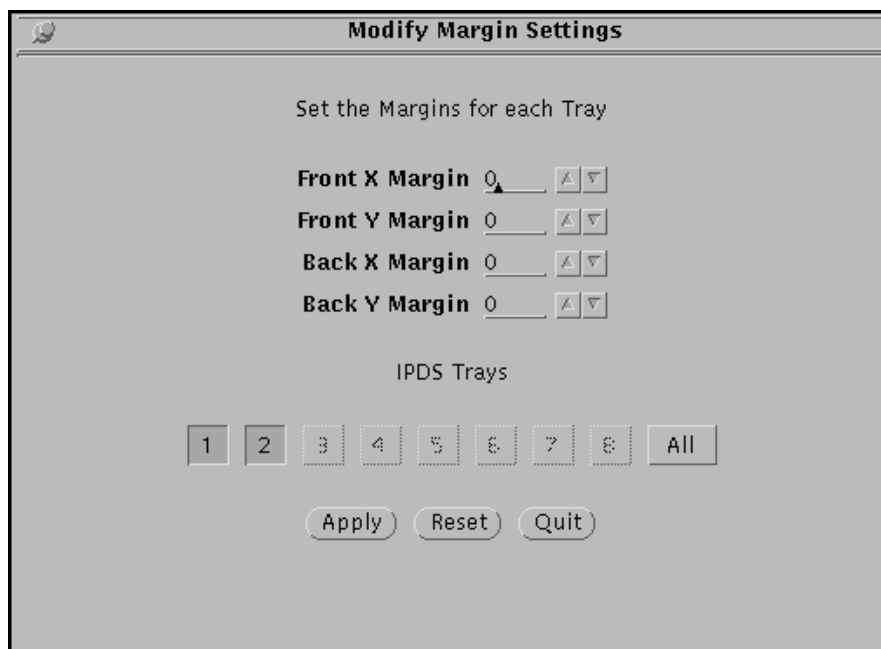 Modify Margin Settings
Set the Margins for each Tray
Front X Margin 0
Front Y Margin 0
Back X Margin 0
Back Y Margin 0
IPDS Trays
1 2 3 4 5 6 7 8 All
Apply Reset Quit